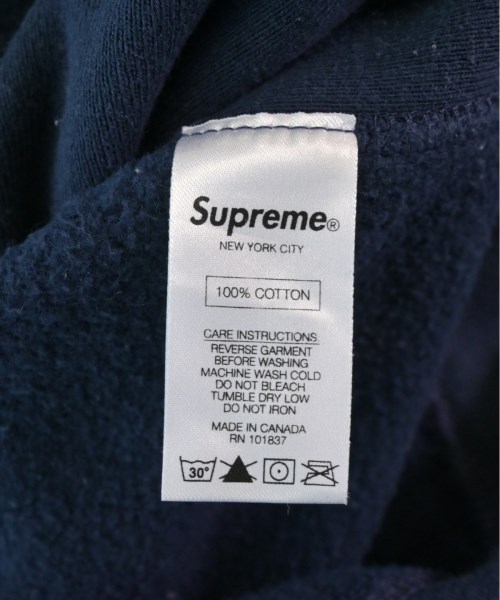 Supreme®
NEW YORK CITY
100% COTTON
CARE INSTRUCTIONS
REVERSE GARMENT
BEFORE WASHING
MACHINE WASH COLD
DO NOT BLEACH
TUMBLE DRY LOW
DO NOT IRON
MADE IN CANADA
RN 101837
30°